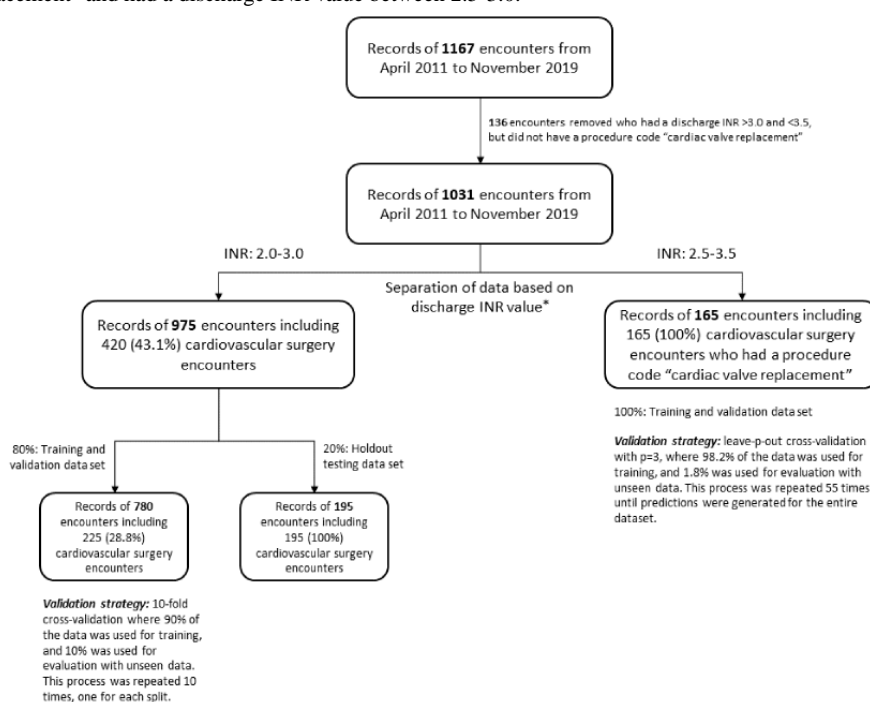 and had a discharge INR value between 2.5-3.0.
Records of 1167 encounters from
April 2011 to November 2019
136 encounters removed who had a discharge INR >3.0 and <3.5,
but did not have a procedure code “cardiac valve replacement”
Records of 1031 encounters from
April 2011 to November 2019
INR: 2.0-3.0
INR: 2.5-3.5
Separation of data based on
discharge INR value*
Records of 975 encounters including
420 (43.1%) cardiovascular surgery
encounters
Records of 165 encounters including
165 (100%) cardiovascular surgery
encounters who had a procedure
code “cardiac valve replacement”
80%: Training and
validation data set
20%: Holdout
testing data set
100%: Training and validation data set
Validation strategy: leave-p-out cross-validation
with p=3, where 98.2% of the data was used for
training, and 1.8% was used for evaluation with
unseen data. This process was repeated 55 times
until predictions were generated for the entire
dataset.
Records of 780
encounters including
225 (28.8%)
cardiovascular surgery
encounters
Records of 195
encounters including
195 (100%)
cardiovascular surgery
encounters
Validation strategy: 10-fold
cross-validation where 90% of
the data was used for training,
and 10% was used for
evaluation with unseen data.
This process was repeated 10
times, one for each split.